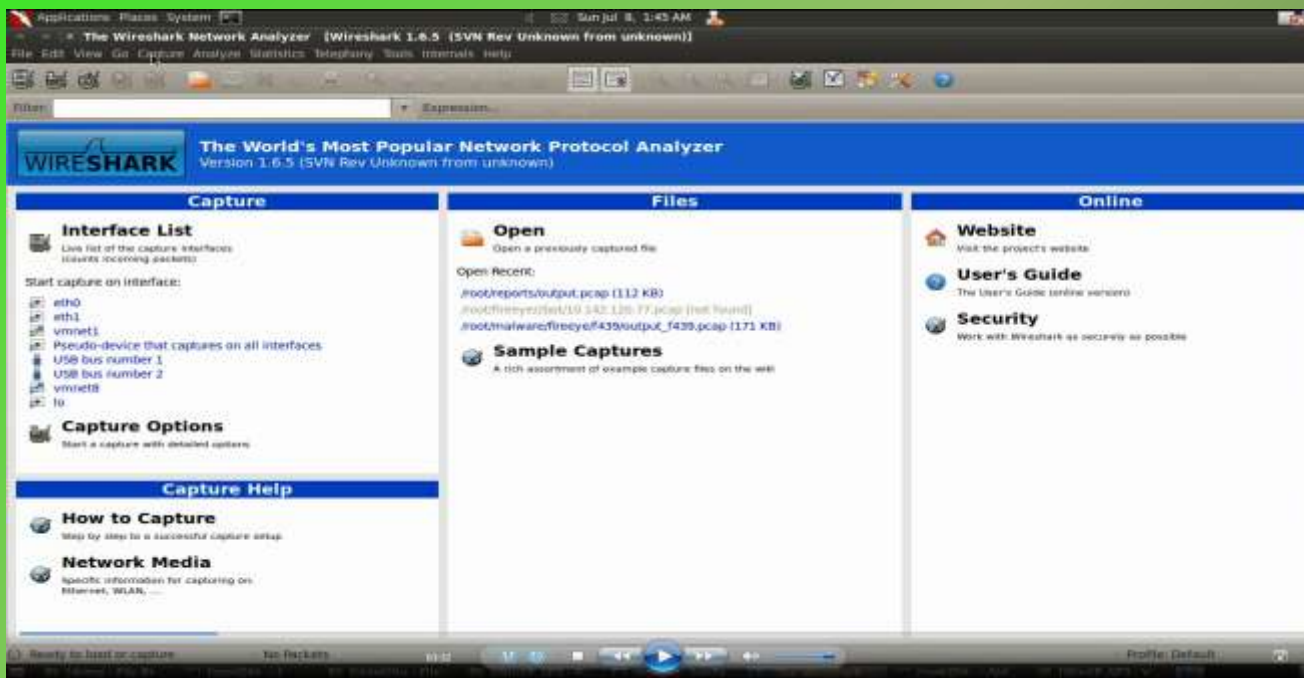 Applications Places System
Sun Jul 8, 1:45 AM
The Wireshark Network Analyzer [Wireshark 1.6.5 (SVN Rev Unknown from unknown)]
File Edit View Go Capture Analyze Statistics Telephony Tools Internals Help
Filter:
Expression...
WIRESHARK
The World's Most Popular Network Protocol Analyzer
Version 1.6.5 (SVN Rev Unknown from unknown)
Capture
Interface List
Live list of the capture interfaces
(counts incoming packets)
Start capture on interface:
eth0
eth1
vmnet1
Pseudo-device that captures on all interfaces
USB bus number 1
USB bus number 2
vmnet8
lo
Capture Options
Start a capture with detailed options
Capture Help
How to Capture
Step by step to a successful capture setup
Network Media
Specific information for capturing on:
Ethernet, WLAN, ...
Files
Open
Open a previously captured file
Open Recent:
/root/reports/output.pcap (112 KB)
[not found]
/root/malware/fireeye/f439/output_f439.pcap (171 KB)
Sample Captures
A rich assortment of example capture files on the wiki
Online
Website
Visit the project's website
User's Guide
The User's Guide (online version)
Security
Work with Wireshark as securely as possible
Ready to load or capture
No Packets
Profile: Default